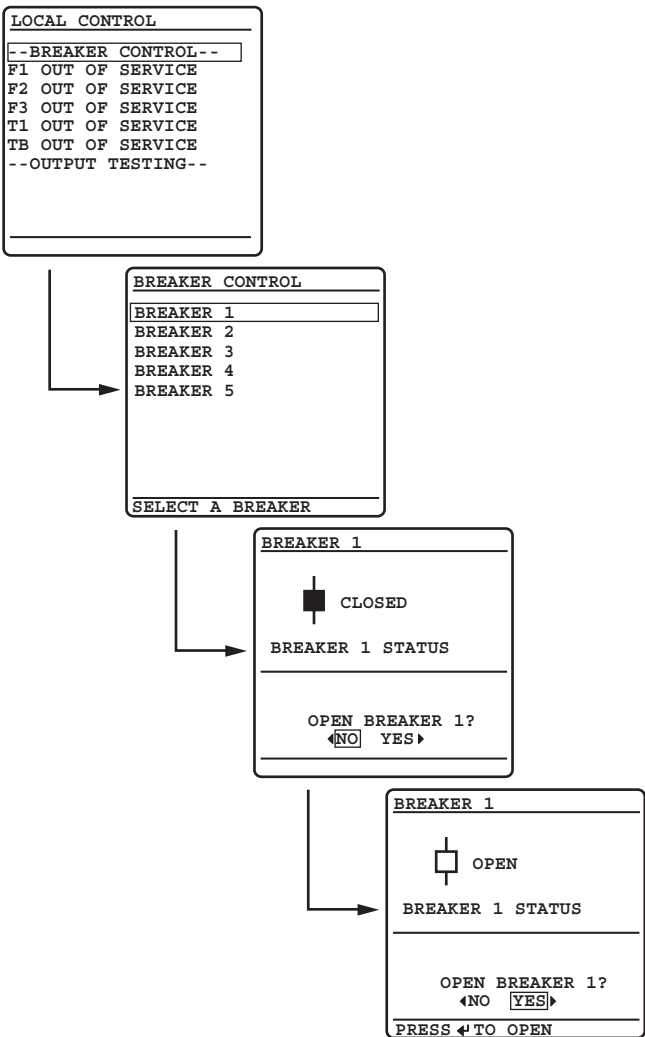 LOCAL CONTROL
--BREAKER CONTROL--
F1 OUT OF SERVICE
F2 OUT OF SERVICE
F3 OUT OF SERVICE
T1 OUT OF SERVICE
TB OUT OF SERVICE
--OUTPUT TESTING--
BREAKER CONTROL
BREAKER 1
BREAKER 2
BREAKER 3
BREAKER 4
BREAKER 5
SELECT A BREAKER
BREAKER 1
CLOSED
BREAKER 1 STATUS
OPEN BREAKER 1?
NO YES
BREAKER 1
OPEN
BREAKER 1 STATUS
OPEN BREAKER 1?
NO YES
PRESS ↵ TO OPEN